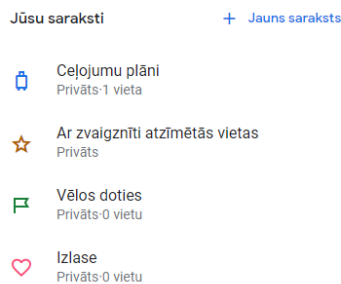 Jūsu saraksti
+ Jauns saraksts
Ceļojumu plāni
Privāts·1 vieta
Ar zvaigznīti atzīmētās vietas
Privāts
Vēlos doties
Privāts·0 vietu
Izlase
Privāts·0 vietu